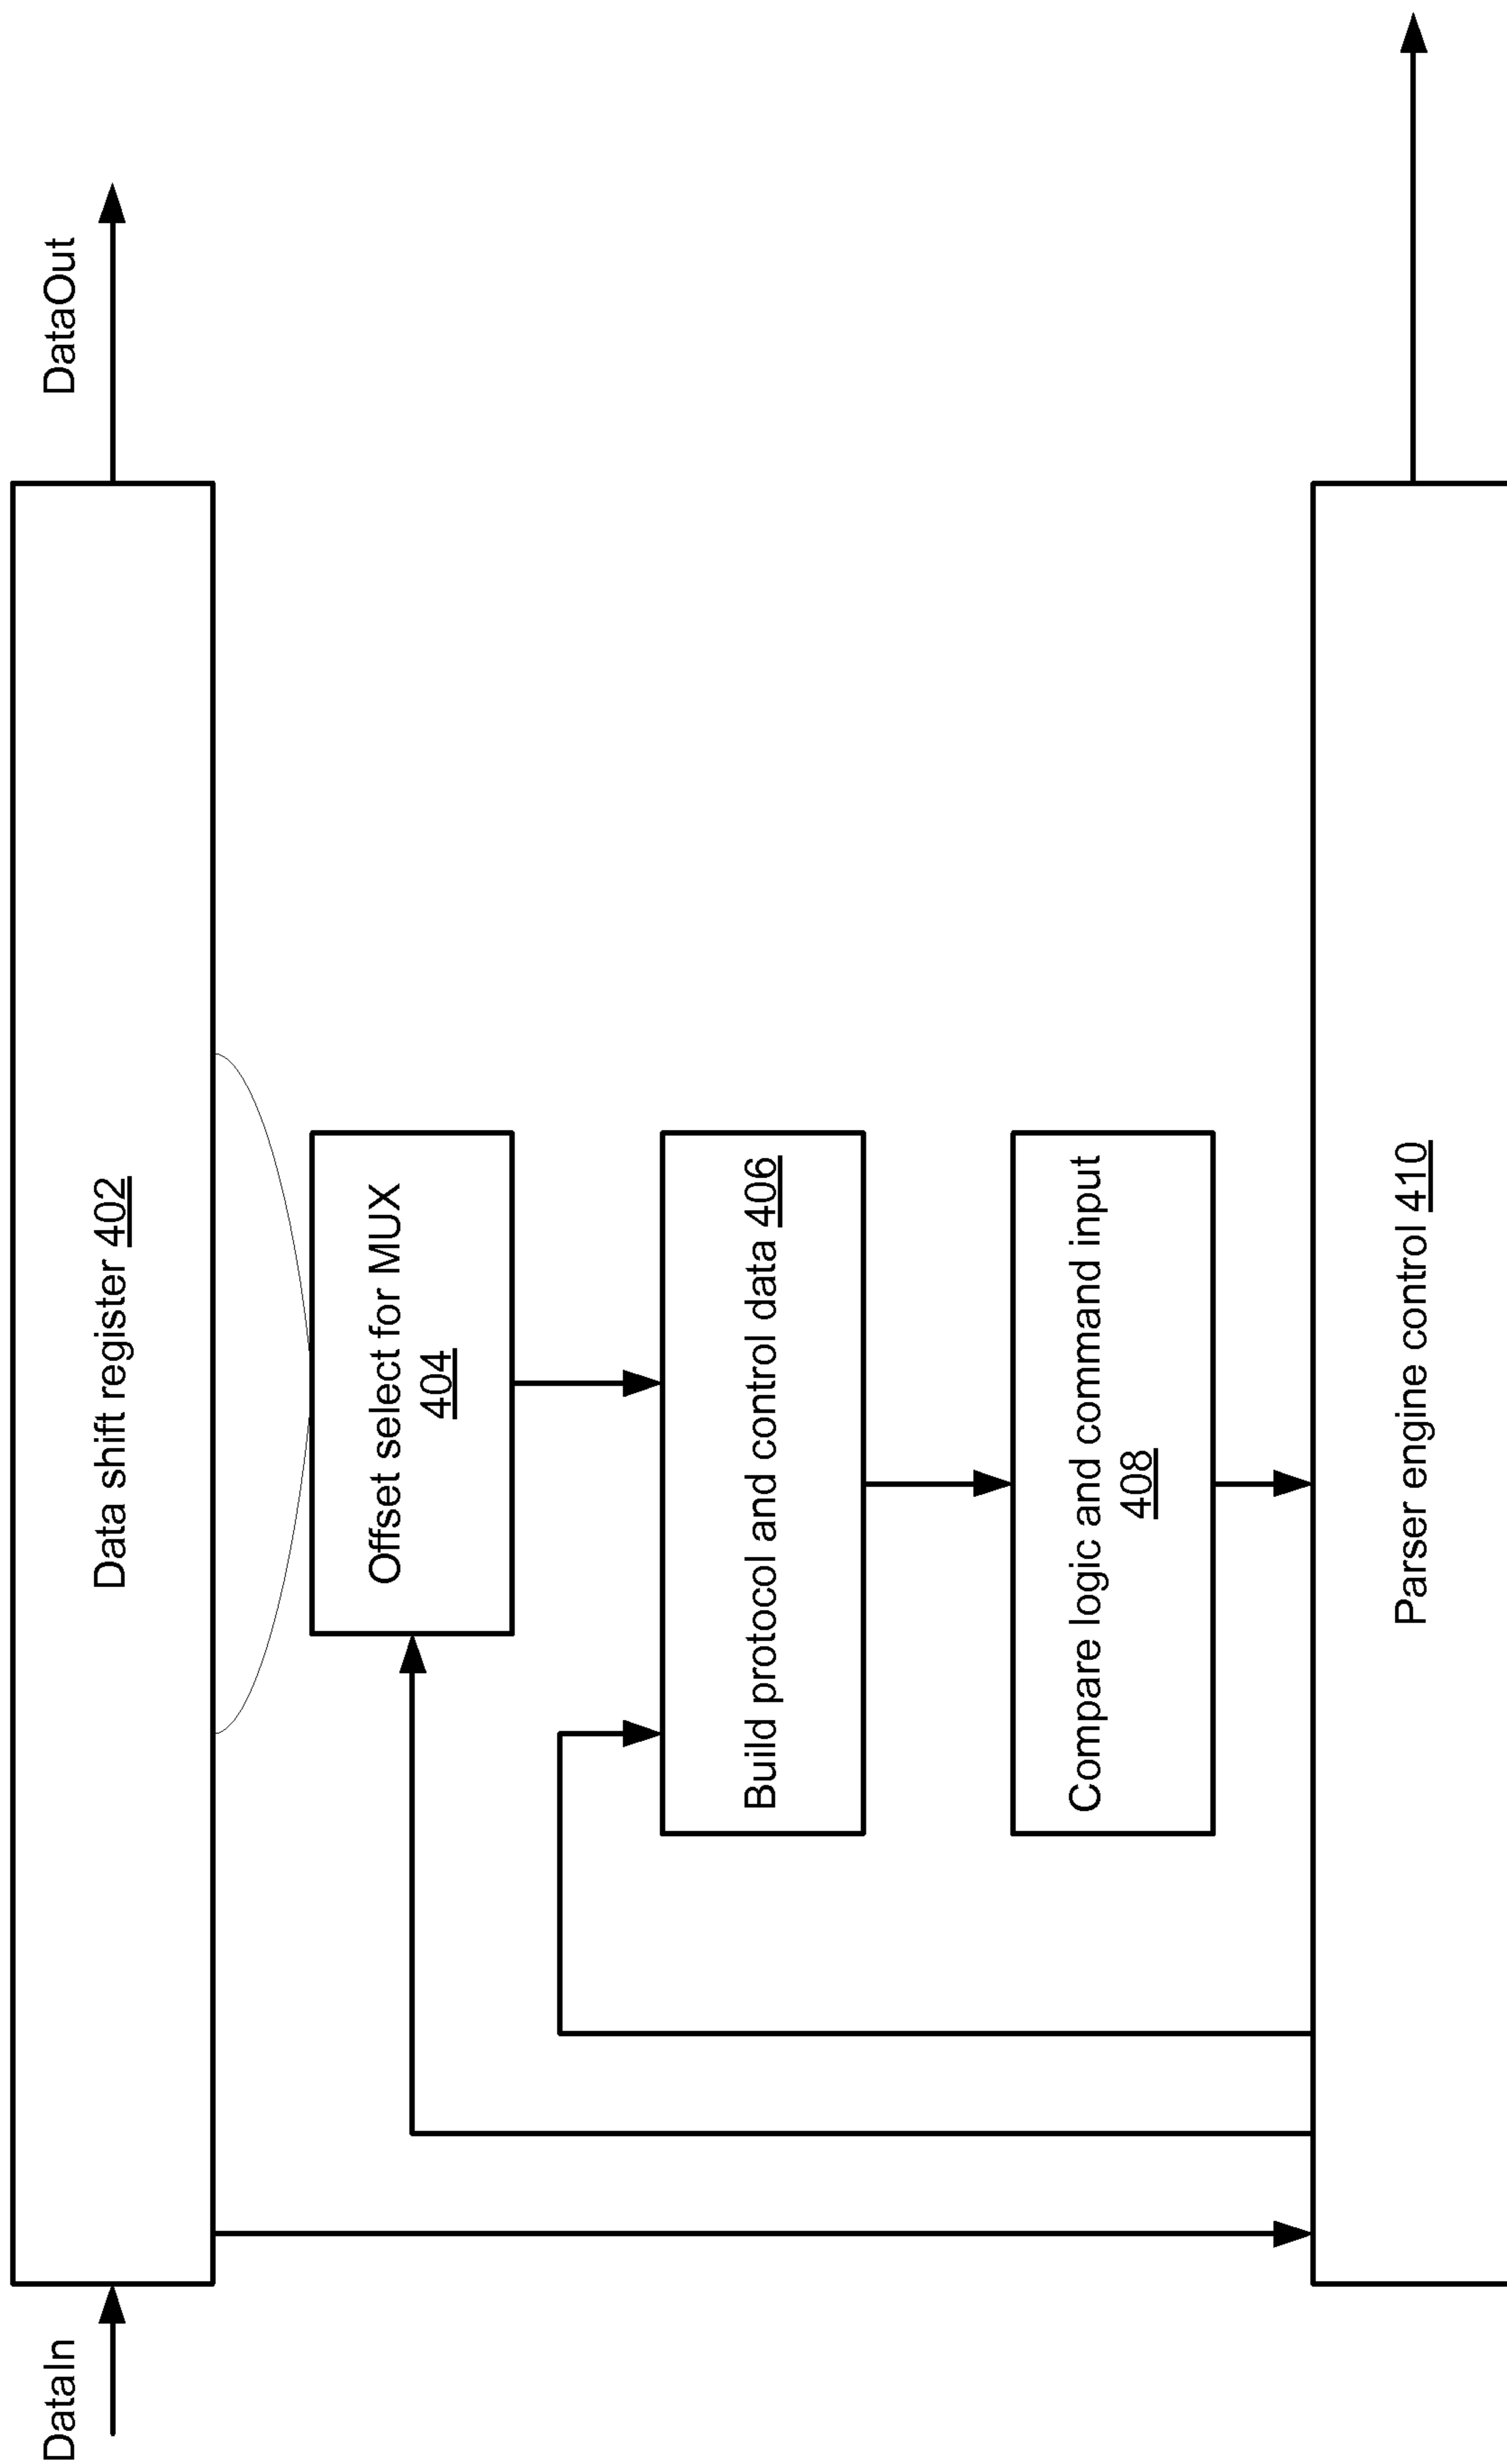 DataIn
DataOut
Data shift register 402
Offset select for MUX
404
Build protocol and control data 406
Compare logic and command input
408
Parser engine control 410